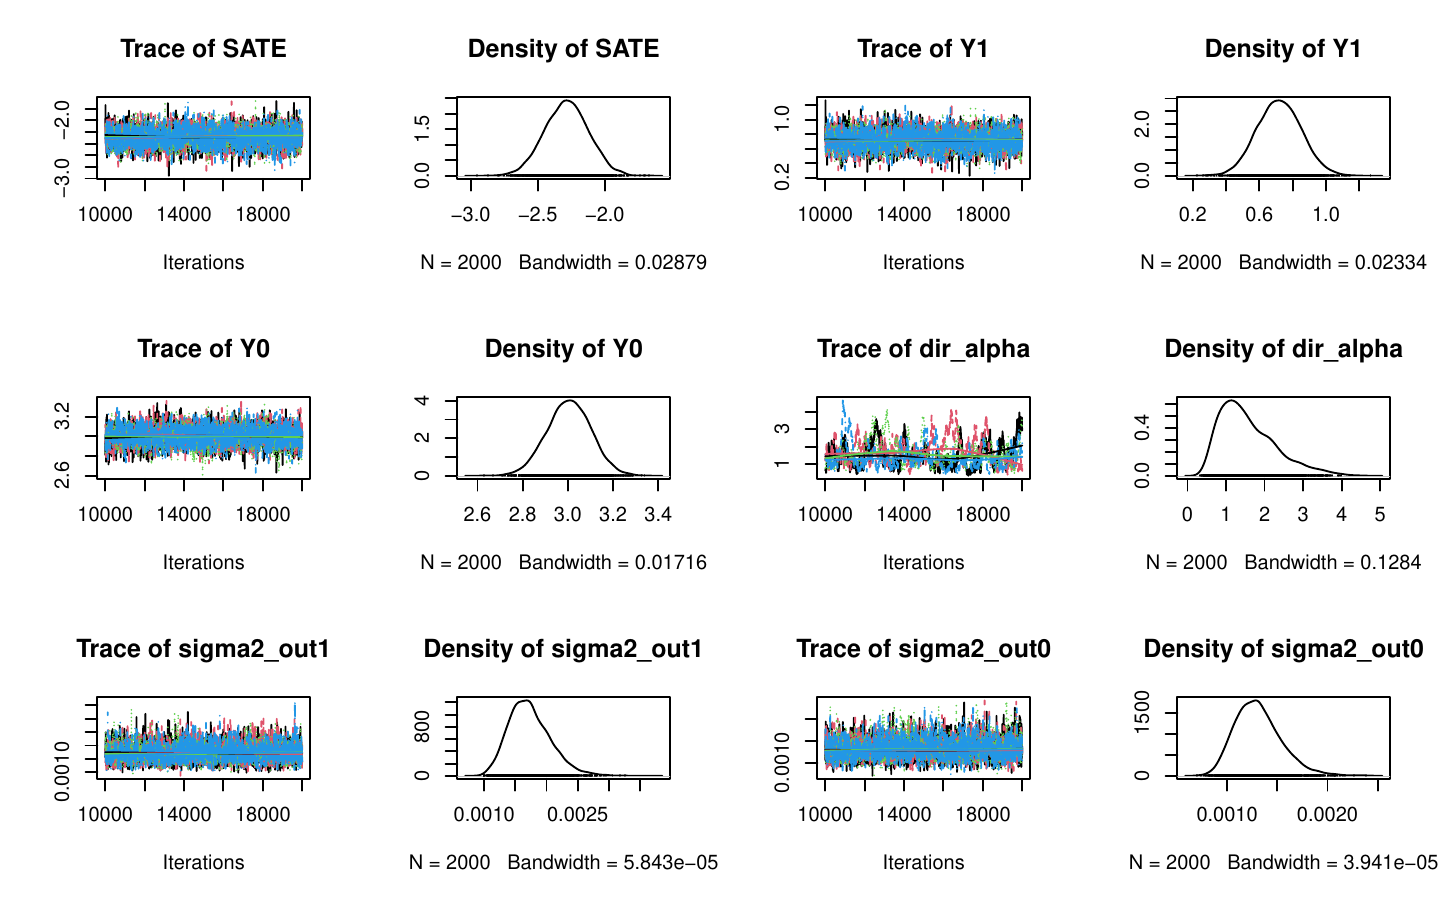 Trace of SATE
−2.0
−3.0
10000 14000 18000
Iterations
Density of SATE
1.5
0.0
−3.0 −2.5 −2.0
N = 2000 Bandwidth = 0.02879
Trace of Y1
1.0
0.2
10000 14000 18000
Iterations
Density of Y1
2.0
0.0
0.2 0.6 1.0
N = 2000 Bandwidth = 0.02334
Trace of Y0
3.2
2.6
10000 14000 18000
Iterations
Density of Y0
4
2
0
2.6 2.8 3.0 3.2 3.4
N = 2000 Bandwidth = 0.01716
Trace of dir_alpha
3
1
10000 14000 18000
Iterations
Density of dir_alpha
0.4
0.0
0 1 2 3 4 5
N = 2000 Bandwidth = 0.1284
Trace of sigma2_out1
0.0010
10000 14000 18000
Iterations
Density of sigma2_out1
800
0
0.0010 0.0025
N = 2000 Bandwidth = 5.843e−05
Trace of sigma2_out0
0.0010
10000 14000 18000
Iterations
Density of sigma2_out0
1500
0
0.0010 0.0020
N = 2000 Bandwidth = 3.941e−05